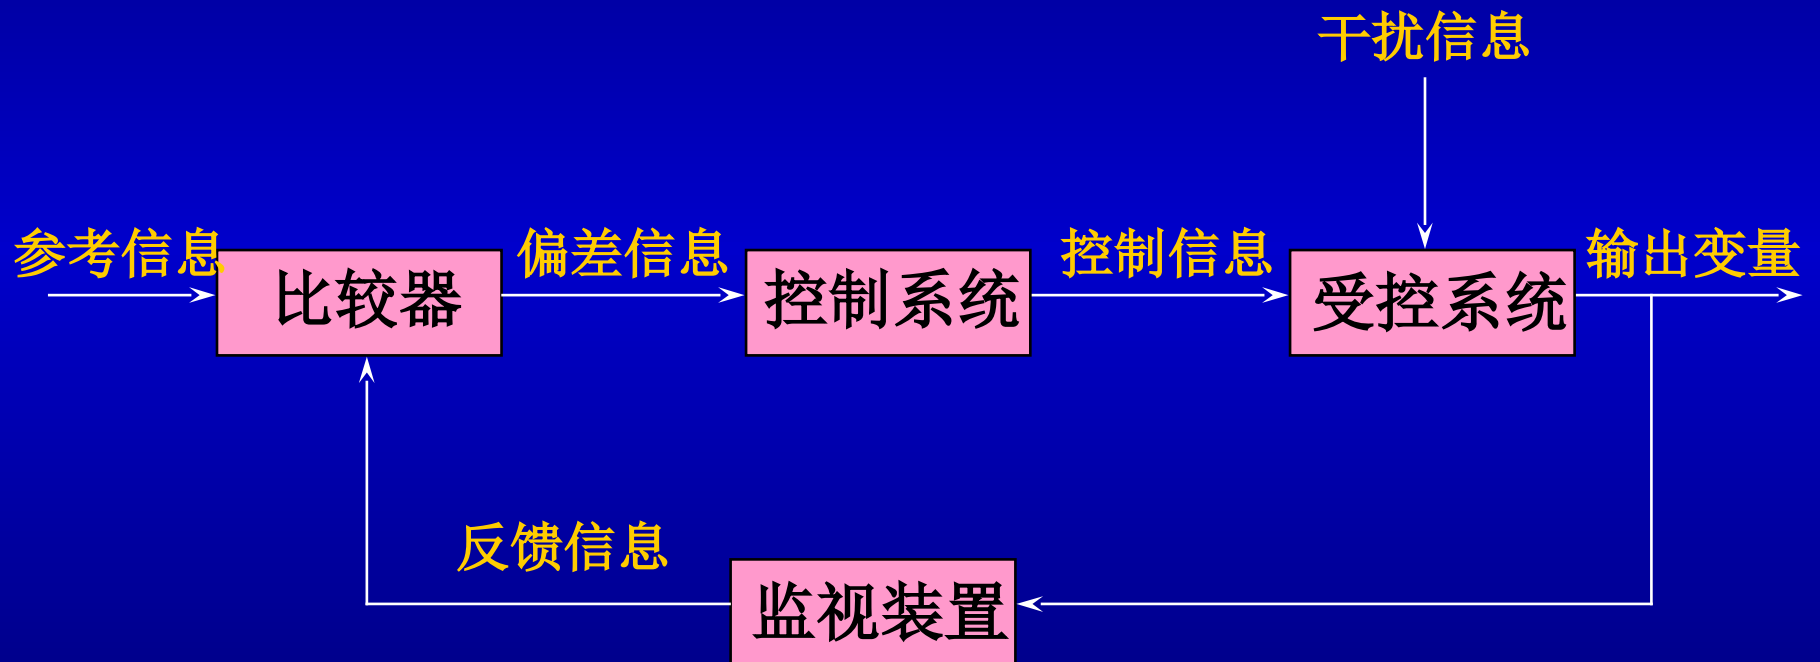 干扰信息
参考信息
比较器
偏差信息
控制系统
控制信息
受控系统
输出变量
反馈信息
监视装置